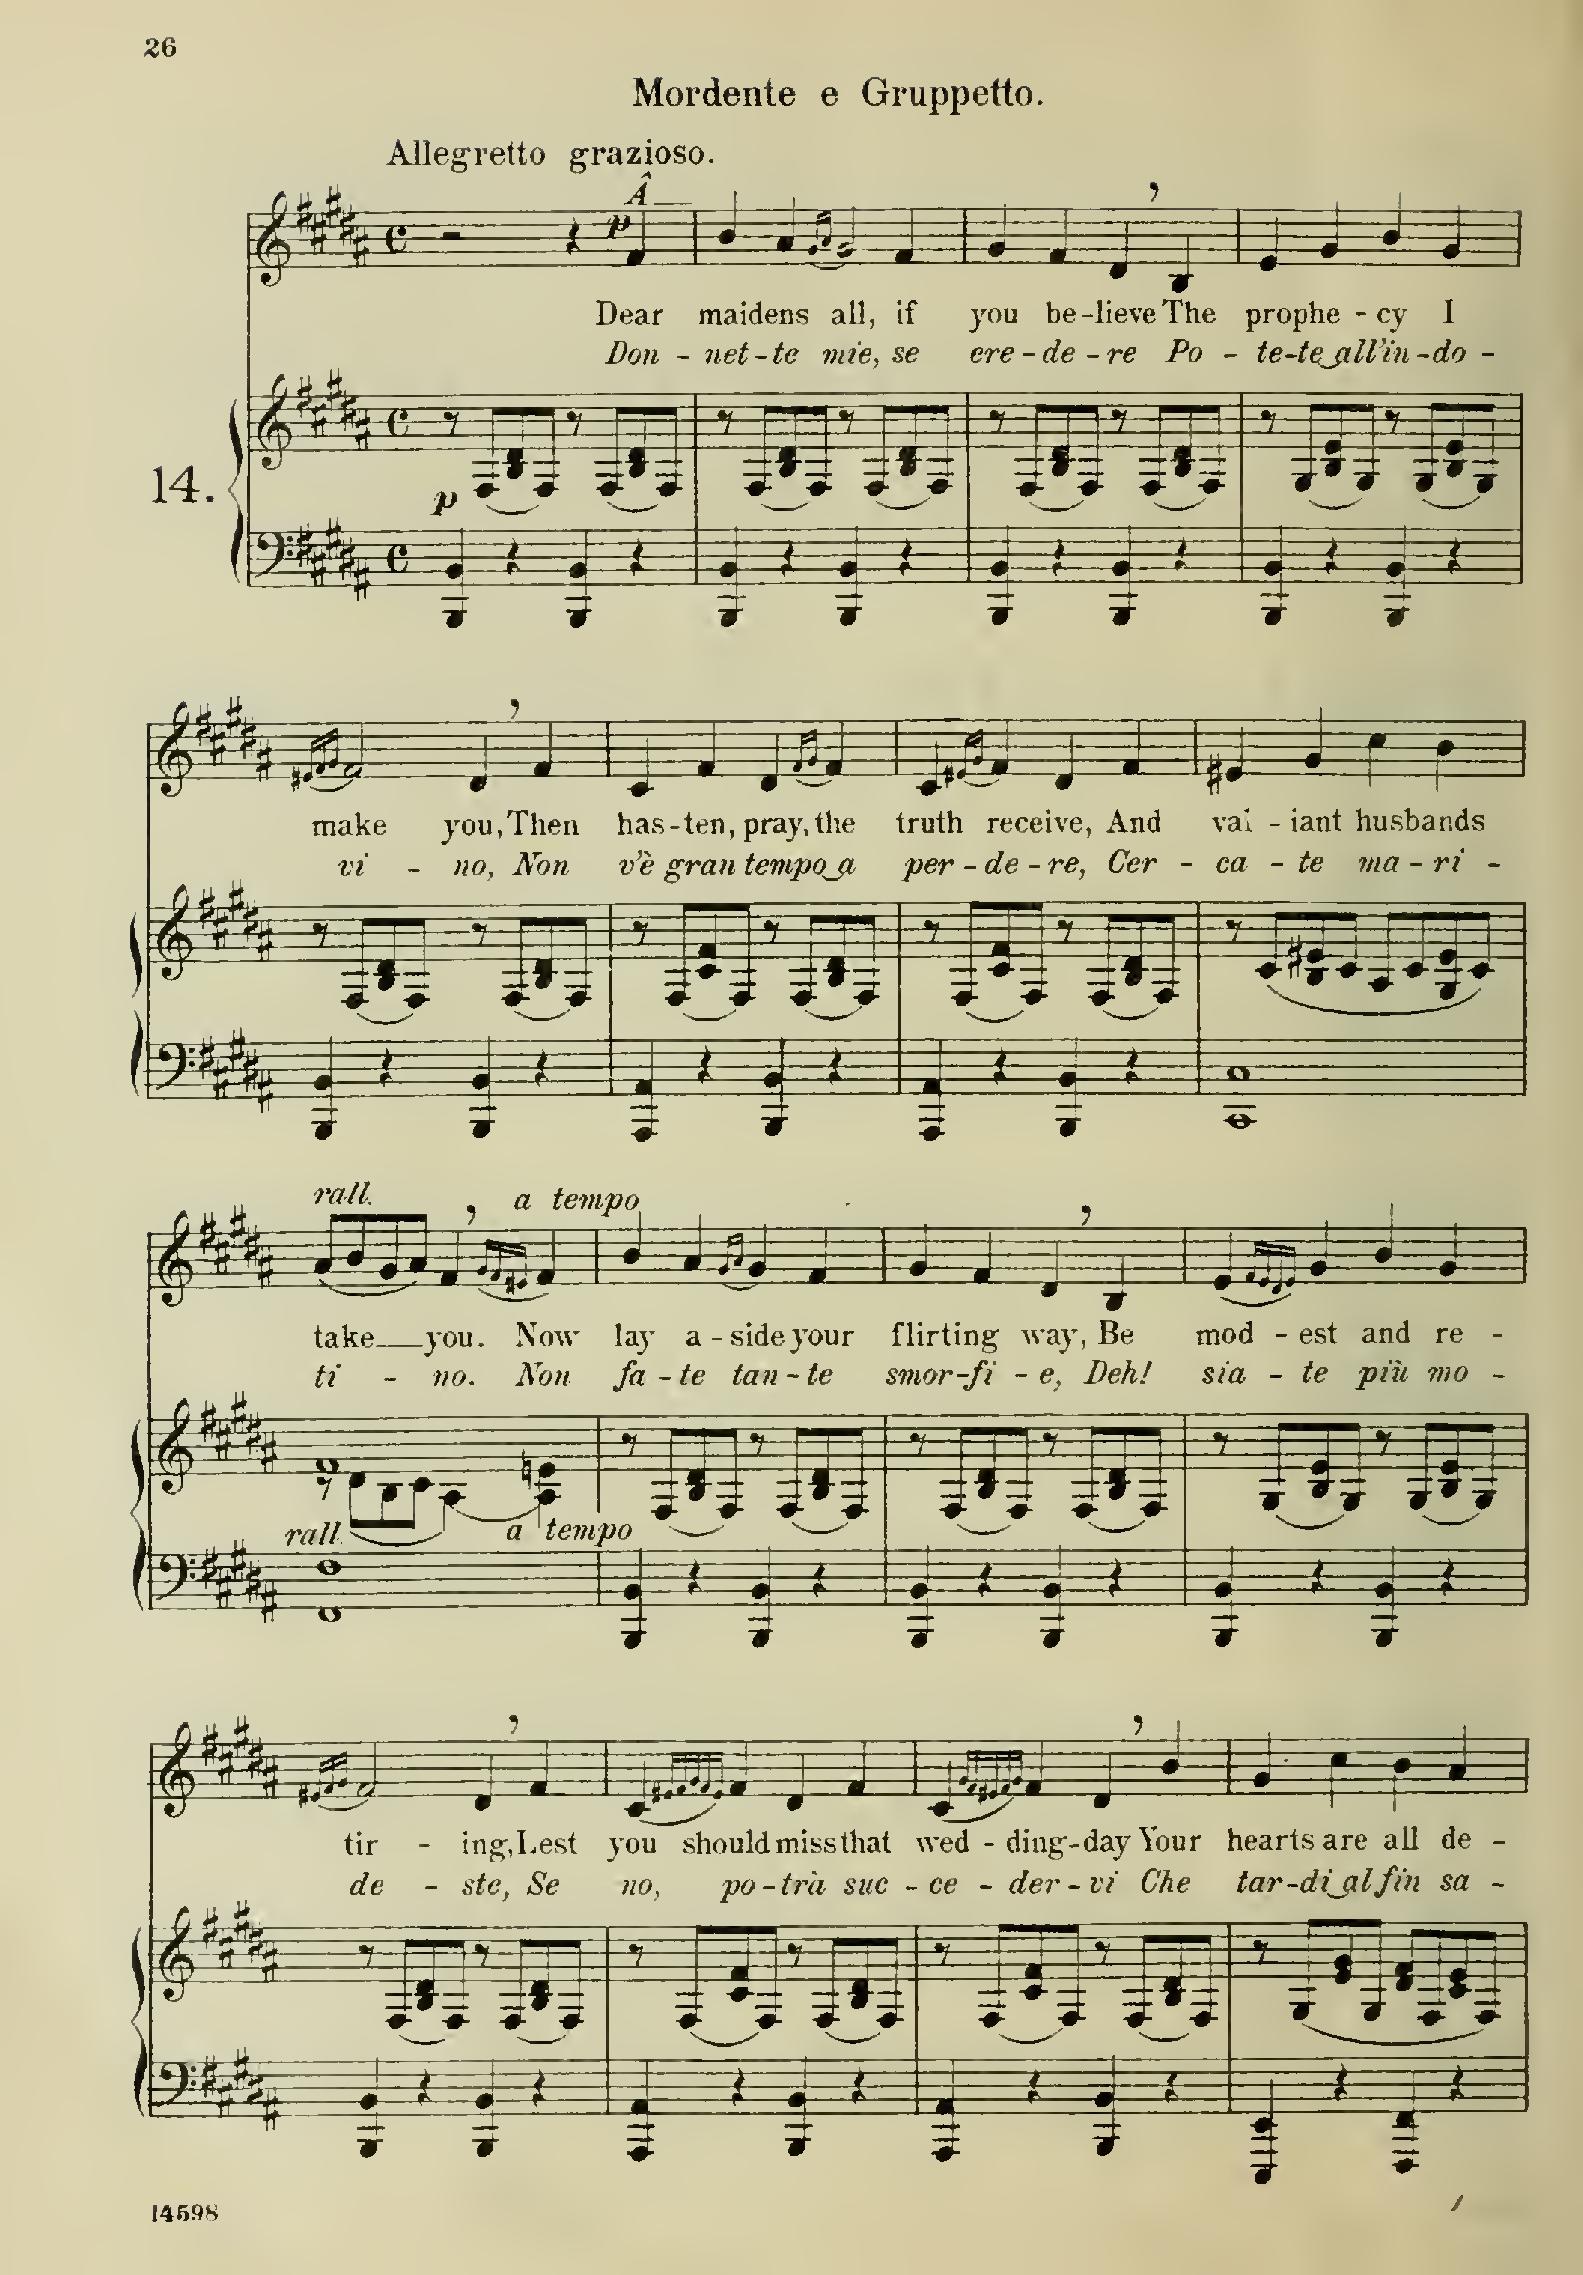 26
Mordente e Gruppetto.
Allegretto grazioso.
Â
p
Dear maidens all, if you be-lieve The prophe - cy I
Don - net-te mie, se ere-de-re Po - te-te all'in-do -
14.
p
make you, Then has-ten, pray, the truth receive, And val - iant husbands
vi - no, Non v'è gran tempo a per-de-re, Cer - ca - te ma-ri -
rall. a tempo
take you. Now lay a-side your flirting way, Be mod - est and re -
ti - no. Non fa-te tan-te smor-fi-e, Deh! sia - te più mo -
rall. a tempo
tir - ing, Lest you should miss that wed-ding-day Your hearts are all de -
de - ste, Se no, po-trà suc-ce-der-vi Che tar-di al fin sa -
14598